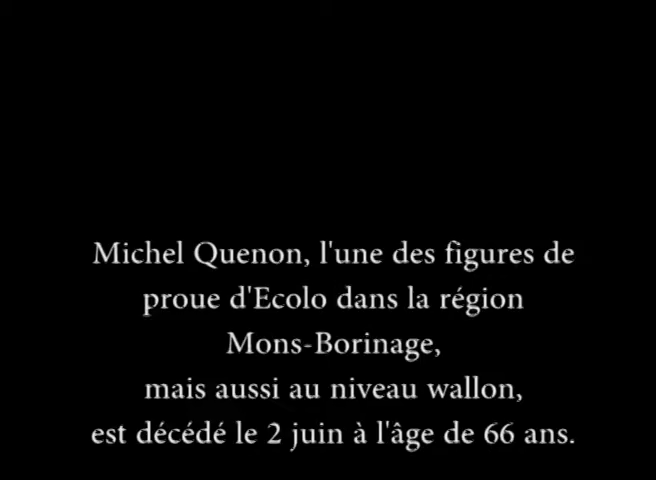 Michel Quenon, l'une des figures de
proue d'Ecolo dans la région
Mons-Borinage,
mais aussi au niveau wallon,
est décédé le 2 juin à l'âge de 66 ans.